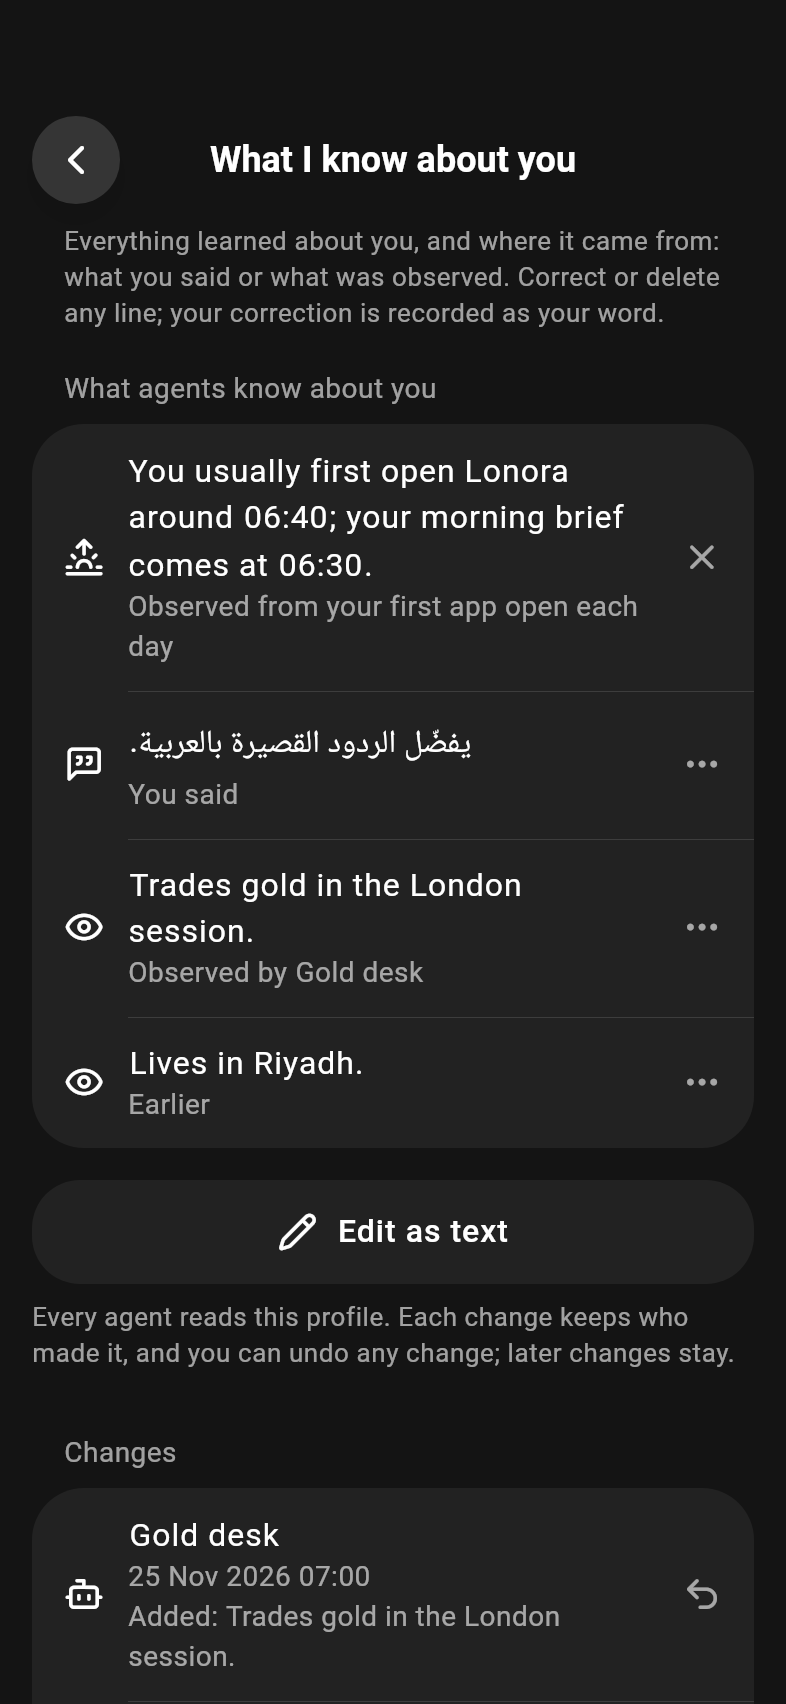 What I know about you
Everything learned about you, and where it came from:
what you said or what was observed. Correct or delete
any line; your correction is recorded as your word.
What agents know about you
You usually first open Lonora
around 06:40; your morning brief
comes at 06:30.
Observed from your first app open each
day
يفضّل الردود القصيرة بالعربية.
You said
Trades gold in the London
session.
Observed by Gold desk
Lives in Riyadh.
Earlier
Edit as text
Every agent reads this profile. Each change keeps who
made it, and you can undo any change; later changes stay.
Changes
Gold desk
25 Nov 2026 07:00
Added: Trades gold in the London
session.